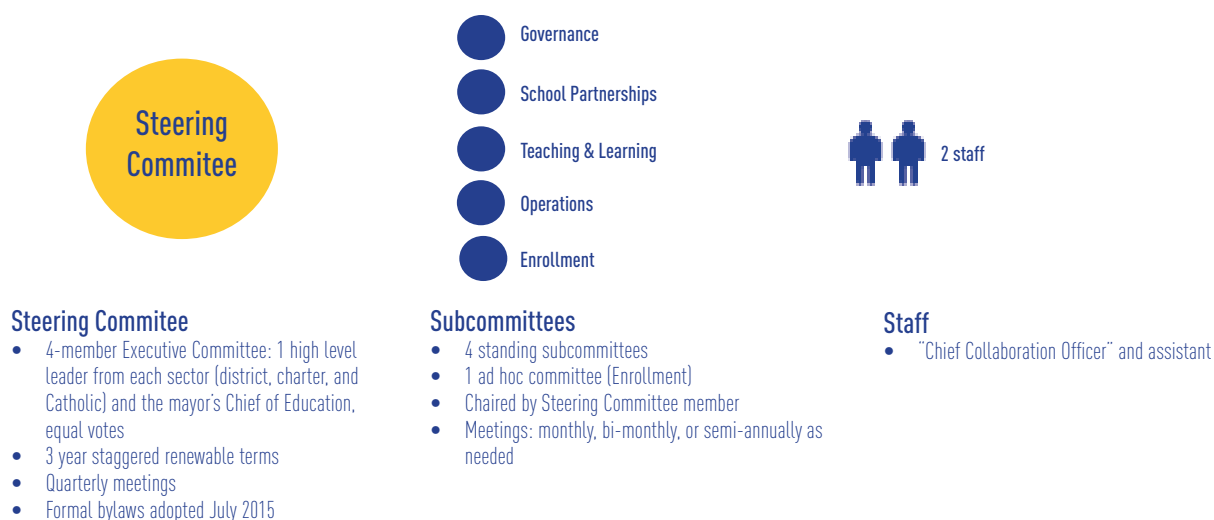 Steering
Commitee
Governance
School Partnerships
Teaching & Learning
Operations
Enrollment
2 staff
Steering Commitee
• 4-member Executive Committee: 1 high level
leader from each sector (district, charter, and
Catholic) and the mayor's Chief of Education,
equal votes
• 3 year staggered renewable terms
• Quarterly meetings
• Formal bylaws adopted July 2015
Subcommittees
• 4 standing subcommittees
• 1 ad hoc committee (Enrollment)
• Chaired by Steering Committee member
• Meetings: monthly, bi-monthly, or semi-annually as
needed
Staff
• "Chief Collaboration Officer" and assistant